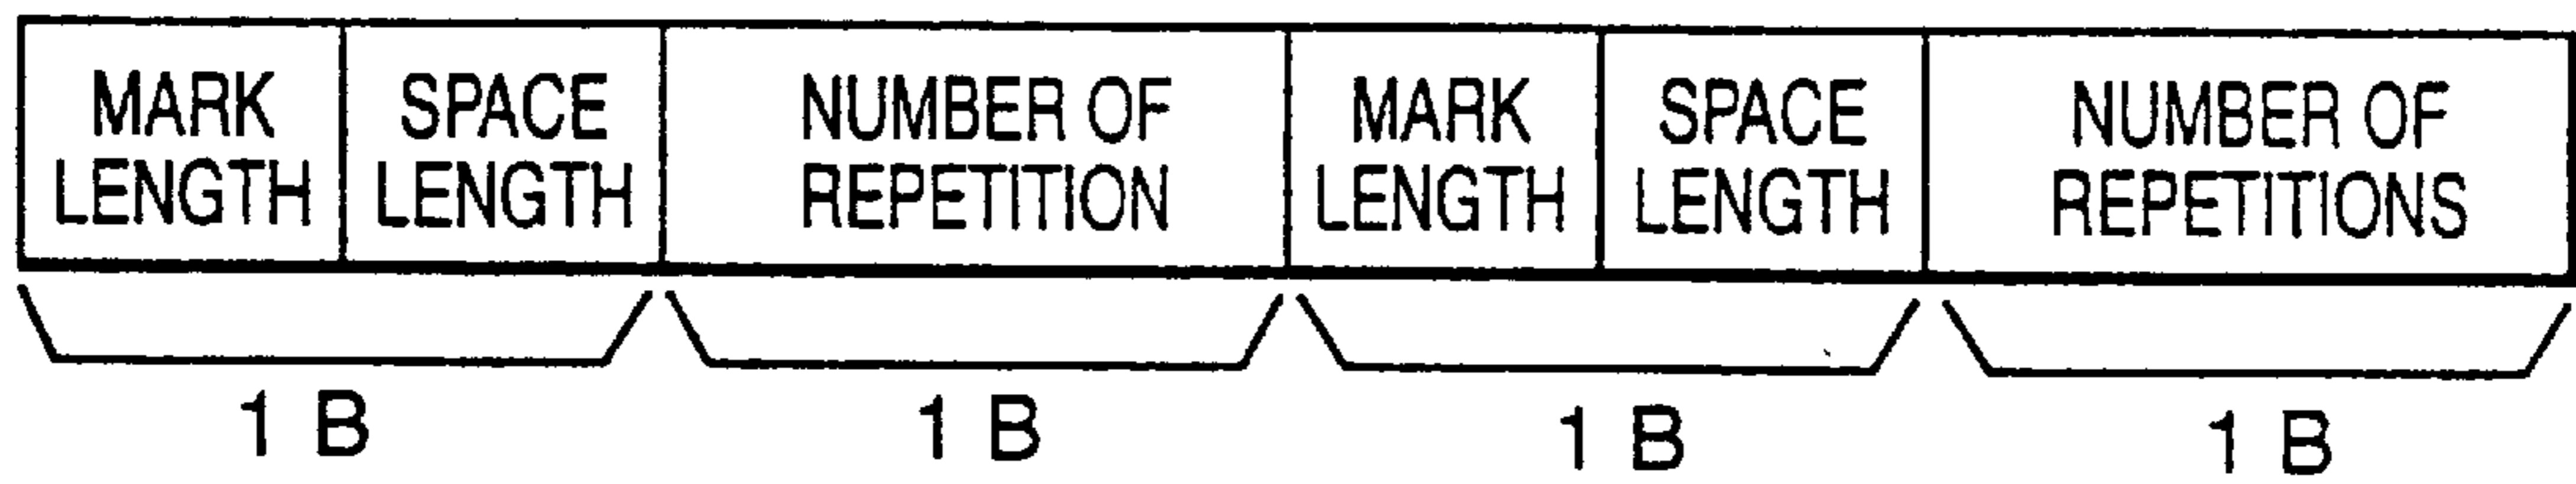 MARK
LENGTH
SPACE
LENGTH
NUMBER OF
REPETITION
MARK
LENGTH
SPACE
LENGTH
NUMBER OF
REPETITIONS
1 B
1 B
1 B
1 B